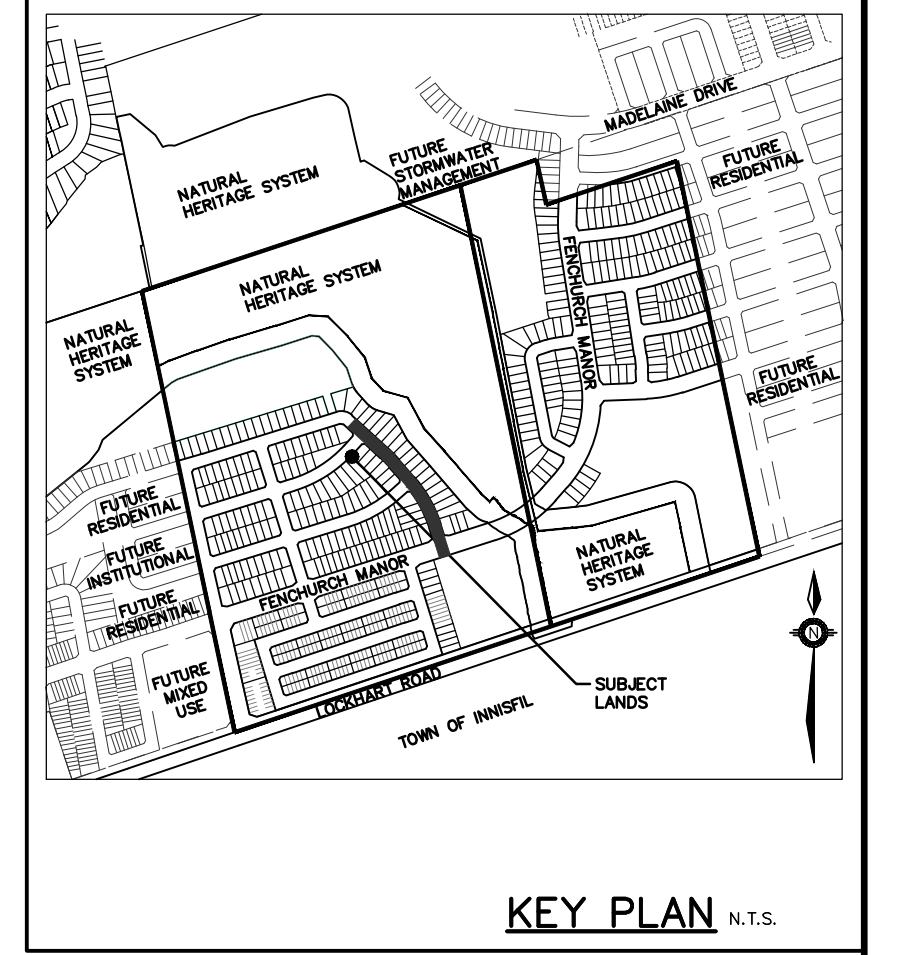 MADELAINE DRIVE
FUTURE
STORMWATER
MANAGEMENT
FUTURE
RESIDENTIAL
NATURAL
HERITAGE SYSTEM
NATURAL
HERITAGE SYSTEM
FENCHURCH MANOR
NATURAL
HERITAGE
SYSTEM
FUTURE
RESIDENTIAL
FUTURE
RESIDENTIAL
FUTURE
INSTITUTIONAL
NATURAL
HERITAGE
SYSTEM
FENCHURCH MANOR
FUTURE
RESIDENTIAL
N
FUTURE
MIXED
USE
SUBJECT
LANDS
LOCKHART ROAD
TOWN OF INNISFIL
KEY PLAN N.T.S.